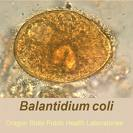 Balantidium coli
Oregon State Public Health Laboratories